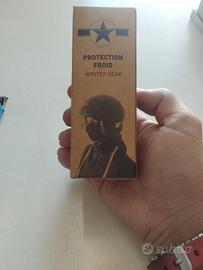 PROTECTION
FROID
WINTER GEAR
subito